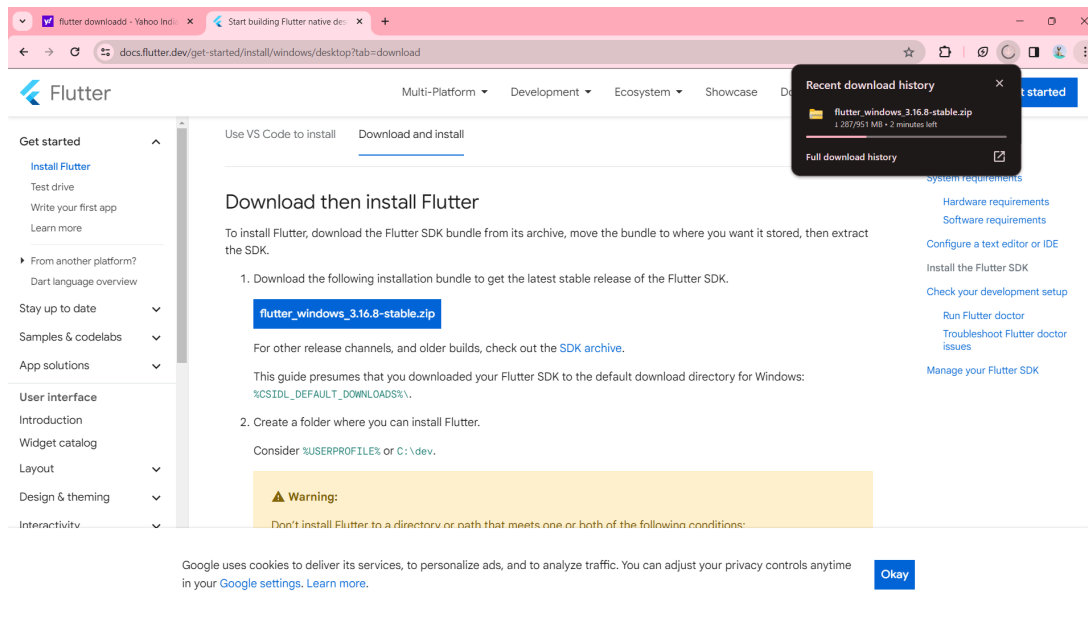 flutter downloadd - Yahoo Indi
Start building Flutter native des
docs.flutter.dev/get-started/install/windows/desktop?tab=download
Flutter
Multi-Platform
Development
Ecosystem
Showcase
Do
t started
Recent download history
flutter_windows_3.16.8-stable.zip
↓ 287/951 MB • 2 minutes left
Full download history
Get started
Install Flutter
Test drive
Write your first app
Learn more
From another platform?
Dart language overview
Stay up to date
Samples & codelabs
App solutions
User interface
Introduction
Widget catalog
Layout
Design & theming
Interactivity
Use VS Code to install
Download and install
Download then install Flutter
To install Flutter, download the Flutter SDK bundle from its archive, move the bundle to where you want it stored, then extract
the SDK.
1. Download the following installation bundle to get the latest stable release of the Flutter SDK.
flutter_windows_3.16.8-stable.zip
For other release channels, and older builds, check out the SDK archive.
This guide presumes that you downloaded your Flutter SDK to the default download directory for Windows:
%CSIDL_DEFAULT_DOWNLOADS%\.
2. Create a folder where you can install Flutter.
Consider %USERPROFILE% or C:\dev.
Warning:
Don't install Flutter to a directory or path that meets one or both of the following conditions:
System requirements
Hardware requirements
Software requirements
Configure a text editor or IDE
Install the Flutter SDK
Check your development setup
Run Flutter doctor
Troubleshoot Flutter doctor
issues
Manage your Flutter SDK
Google uses cookies to deliver its services, to personalize ads, and to analyze traffic. You can adjust your privacy controls anytime
in your Google settings. Learn more.
Okay